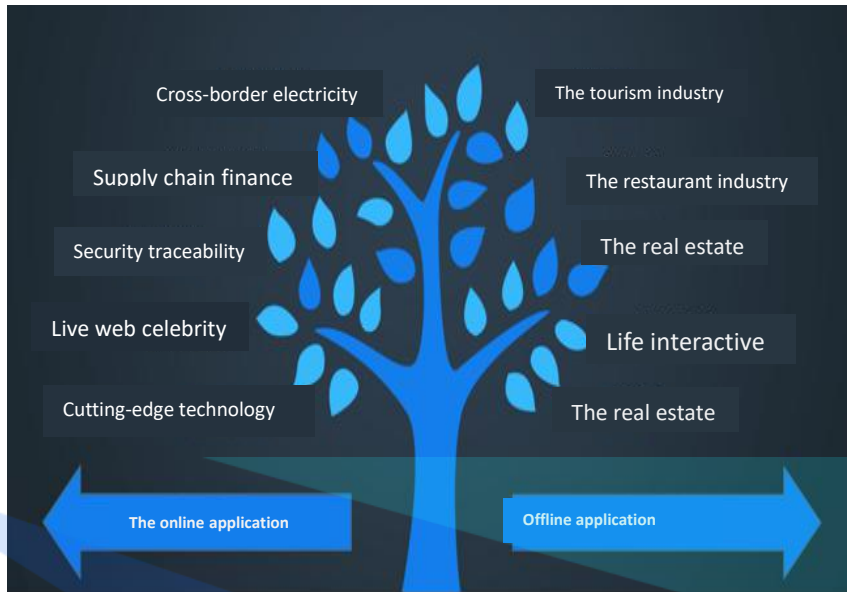 Cross-border electricity
The tourism industry
Supply chain finance
The restaurant industry
Security traceability
The real estate
Live web celebrity
Life interactive
Cutting-edge technology
The real estate
The online application
Offline application